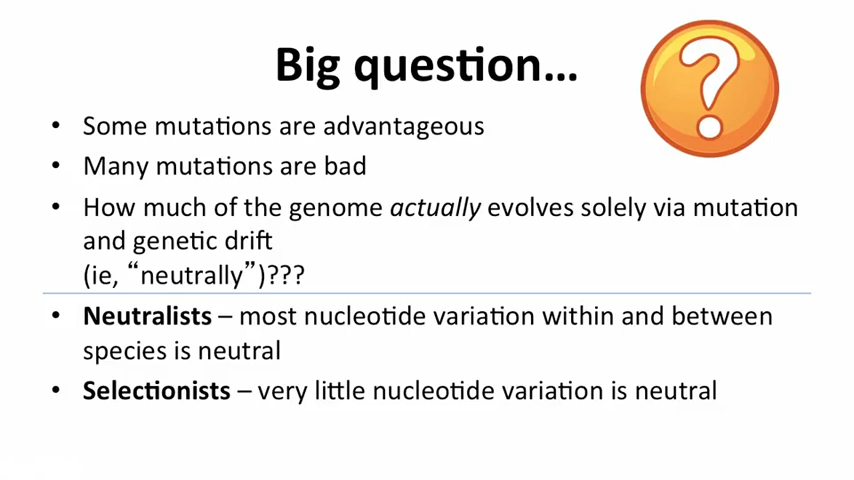 Big question...
• Some mutations are advantageous
• Many mutations are bad
• How much of the genome actually evolves solely via mutation
and genetic drift
(ie, “neutrally”)???
• Neutralists – most nucleotide variation within and between
species is neutral
• Selectionists – very little nucleotide variation is neutral